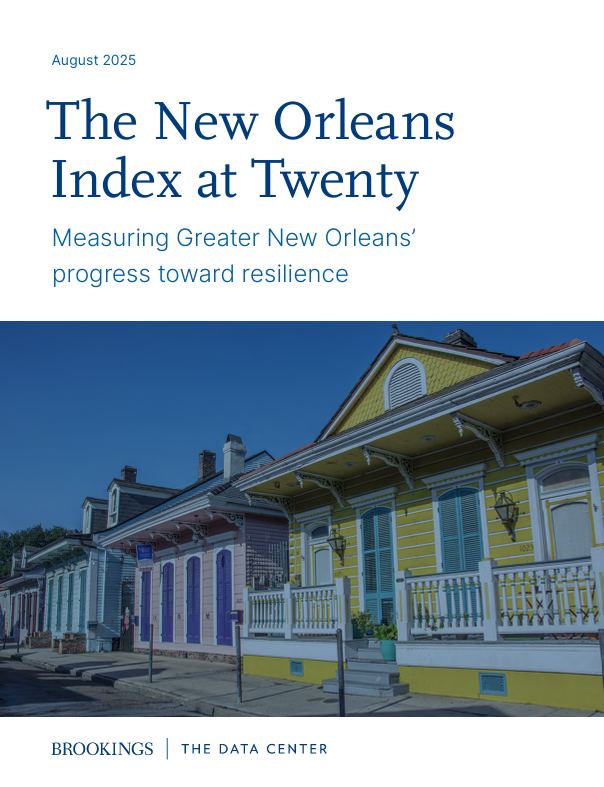 August 2025
The New Orleans
Index at Twenty
Measuring Greater New Orleans’
progress toward resilience
BROOKINGS | THE DATA CENTER